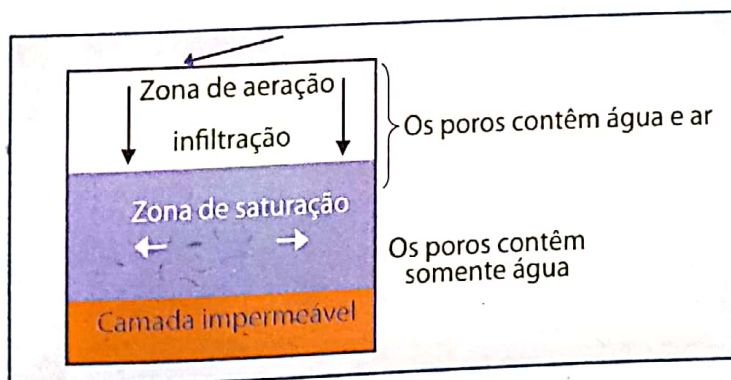 Zona de aeração
infiltração
Os poros contêm água e ar
Zona de saturação
Os poros contêm
somente água
Camada impermeável